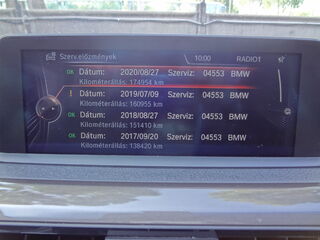 Szerv.előzmények 10:00 RADIO1
OK Dátum: 2020/08/27 Szerviz: 04553 BMW
Kilométerállás: 174954 km
! Dátum: 2019/07/09 Szerviz: 04553 BMW
Kilométerállás: 160955 km
OK Dátum: 2018/08/27 Szerviz: 04553 BMW
Kilométerállás: 151410 km
OK Dátum: 2017/09/20 Szerviz: 04553 BMW
Kilométerállás: 138420 km